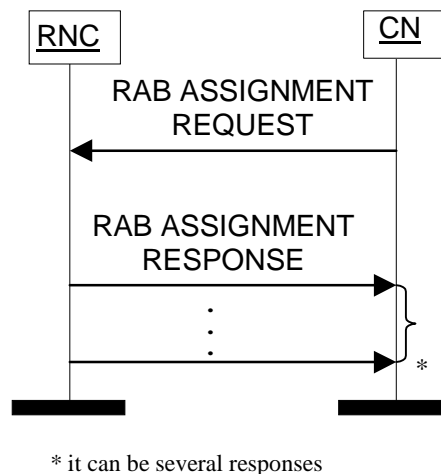 RNC
CN
RAB ASSIGNMENT
REQUEST
RAB ASSIGNMENT
RESPONSE
*
* it can be several responses